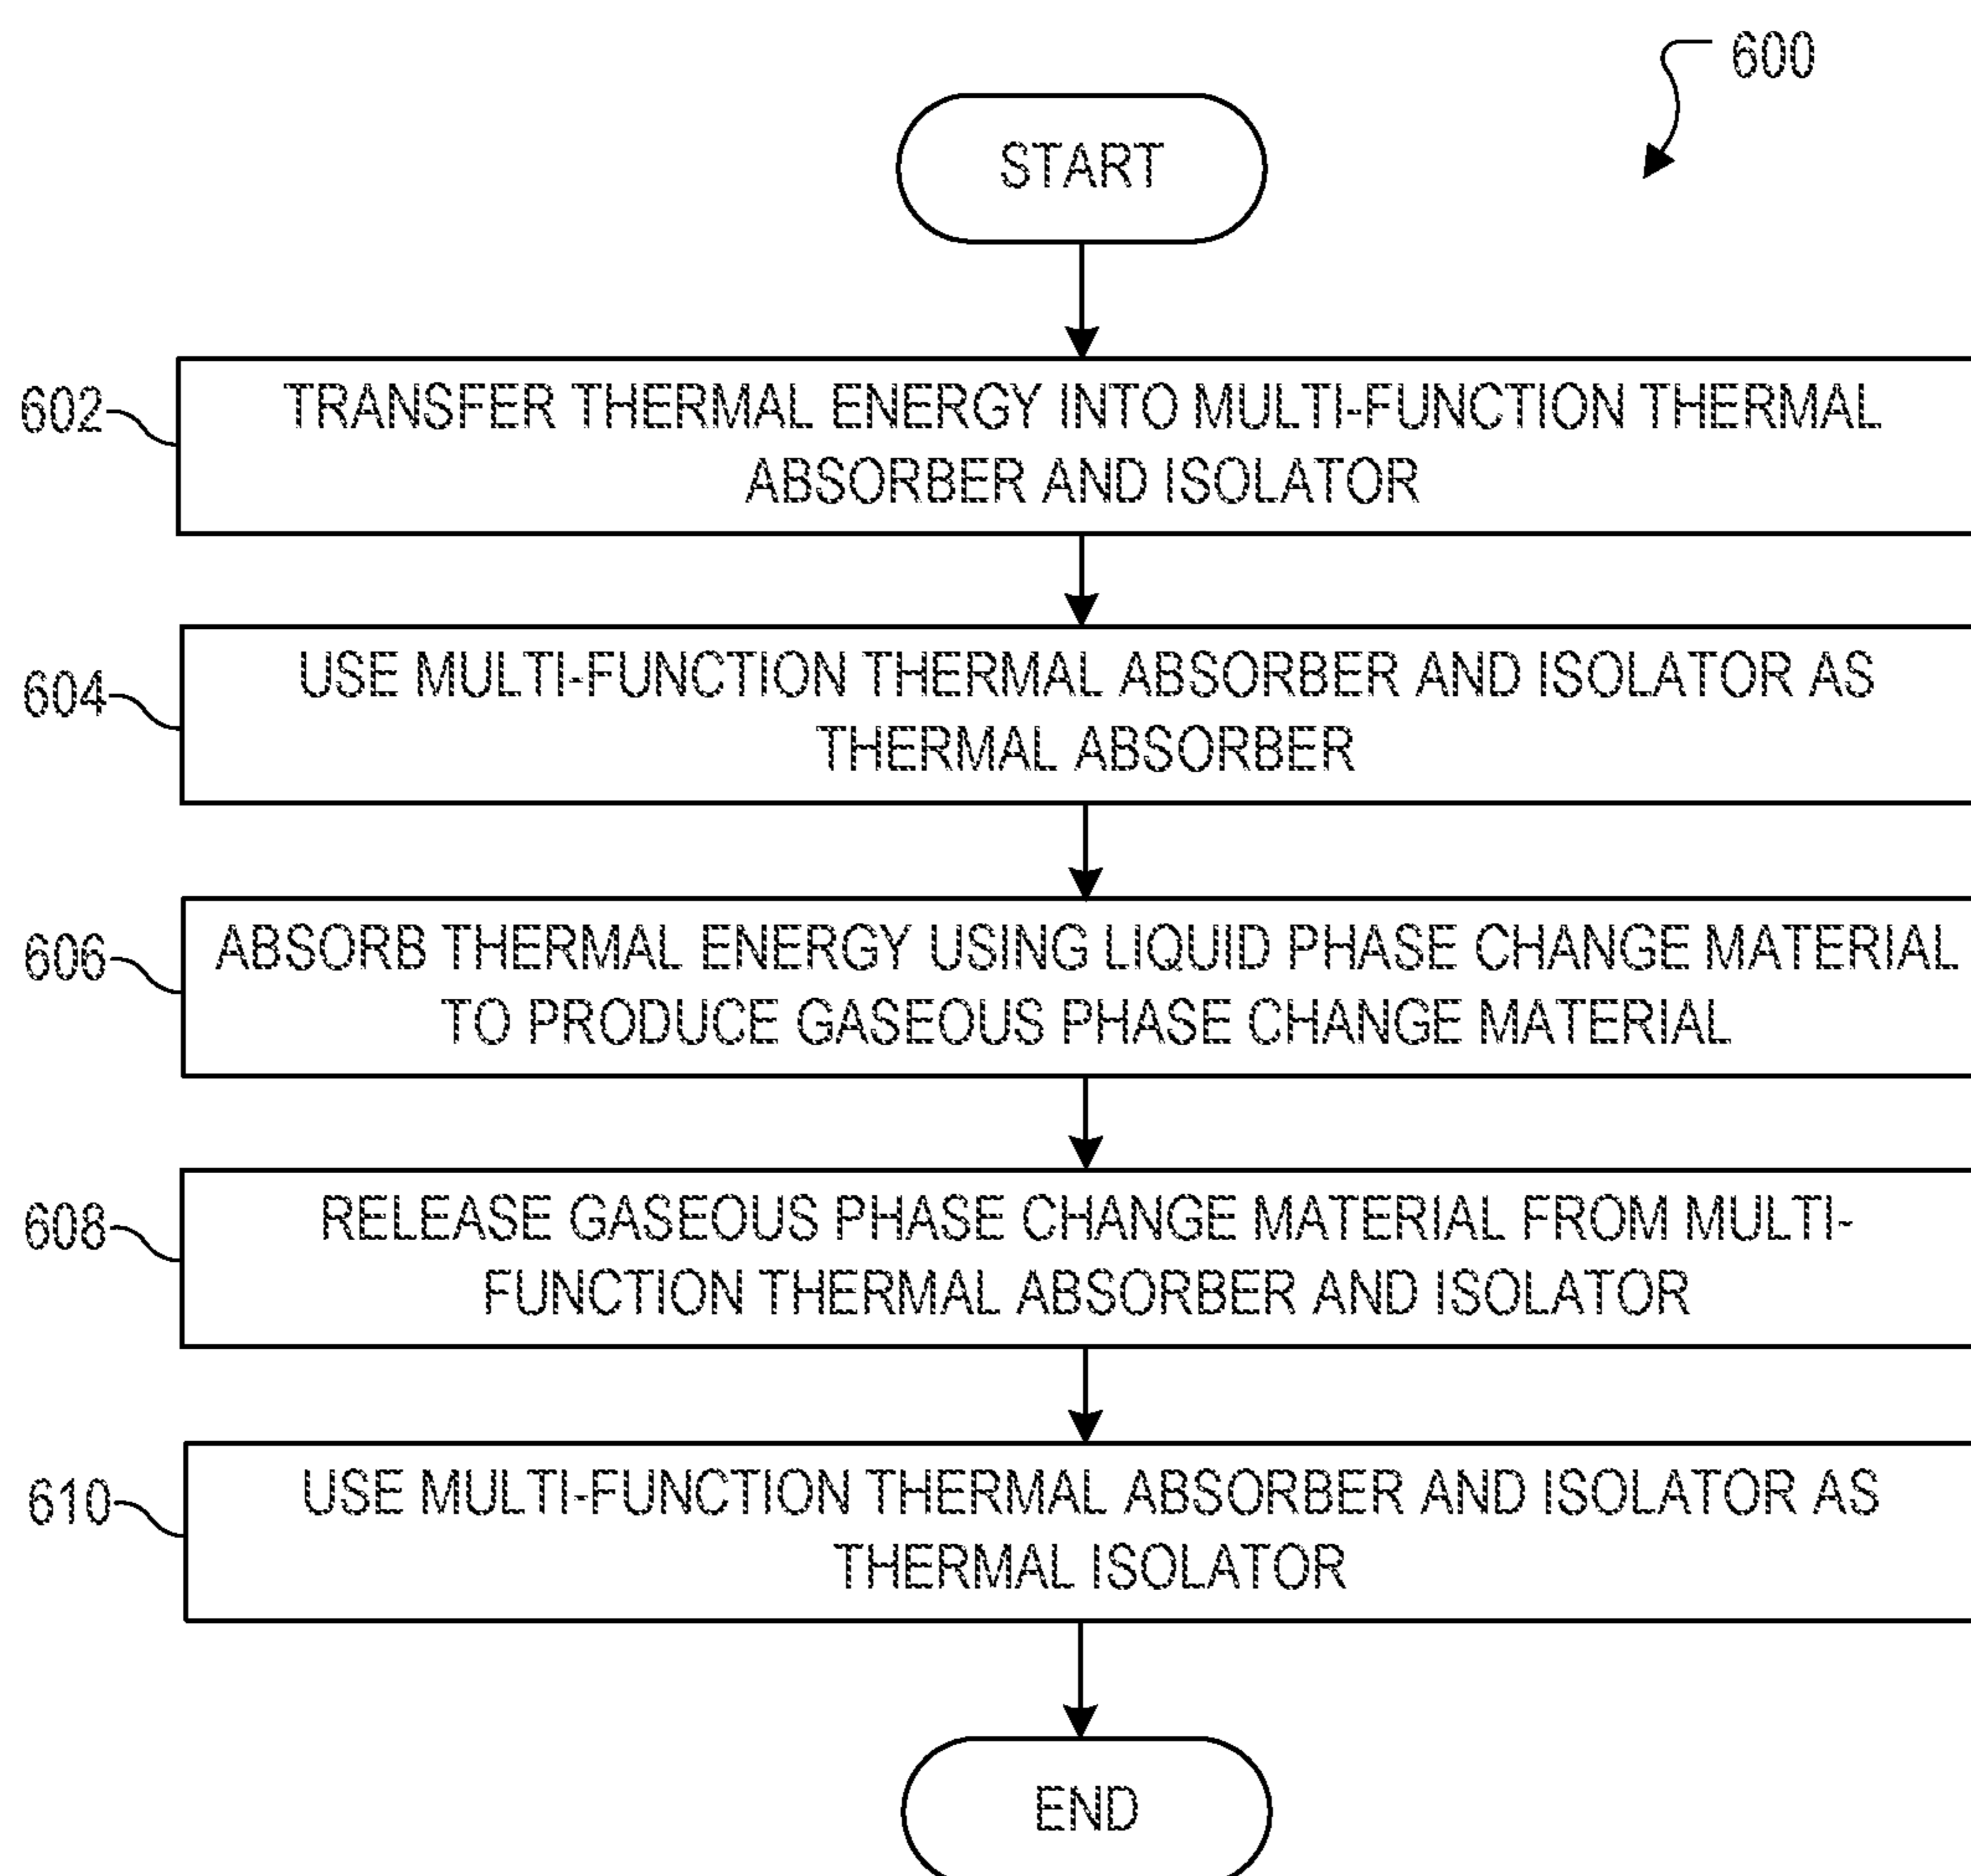 600
START
602
TRANSFER THERMAL ENERGY INTO MULTI-FUNCTION THERMAL
ABSORBER AND ISOLATOR
604
USE MULTI-FUNCTION THERMAL ABSORBER AND ISOLATOR AS
THERMAL ABSORBER
606
ABSORB THERMAL ENERGY USING LIQUID PHASE CHANGE MATERIAL
TO PRODUCE GASEOUS PHASE CHANGE MATERIAL
608
RELEASE GASEOUS PHASE CHANGE MATERIAL FROM MULTI-
FUNCTION THERMAL ABSORBER AND ISOLATOR
610
USE MULTI-FUNCTION THERMAL ABSORBER AND ISOLATOR AS
THERMAL ISOLATOR
END